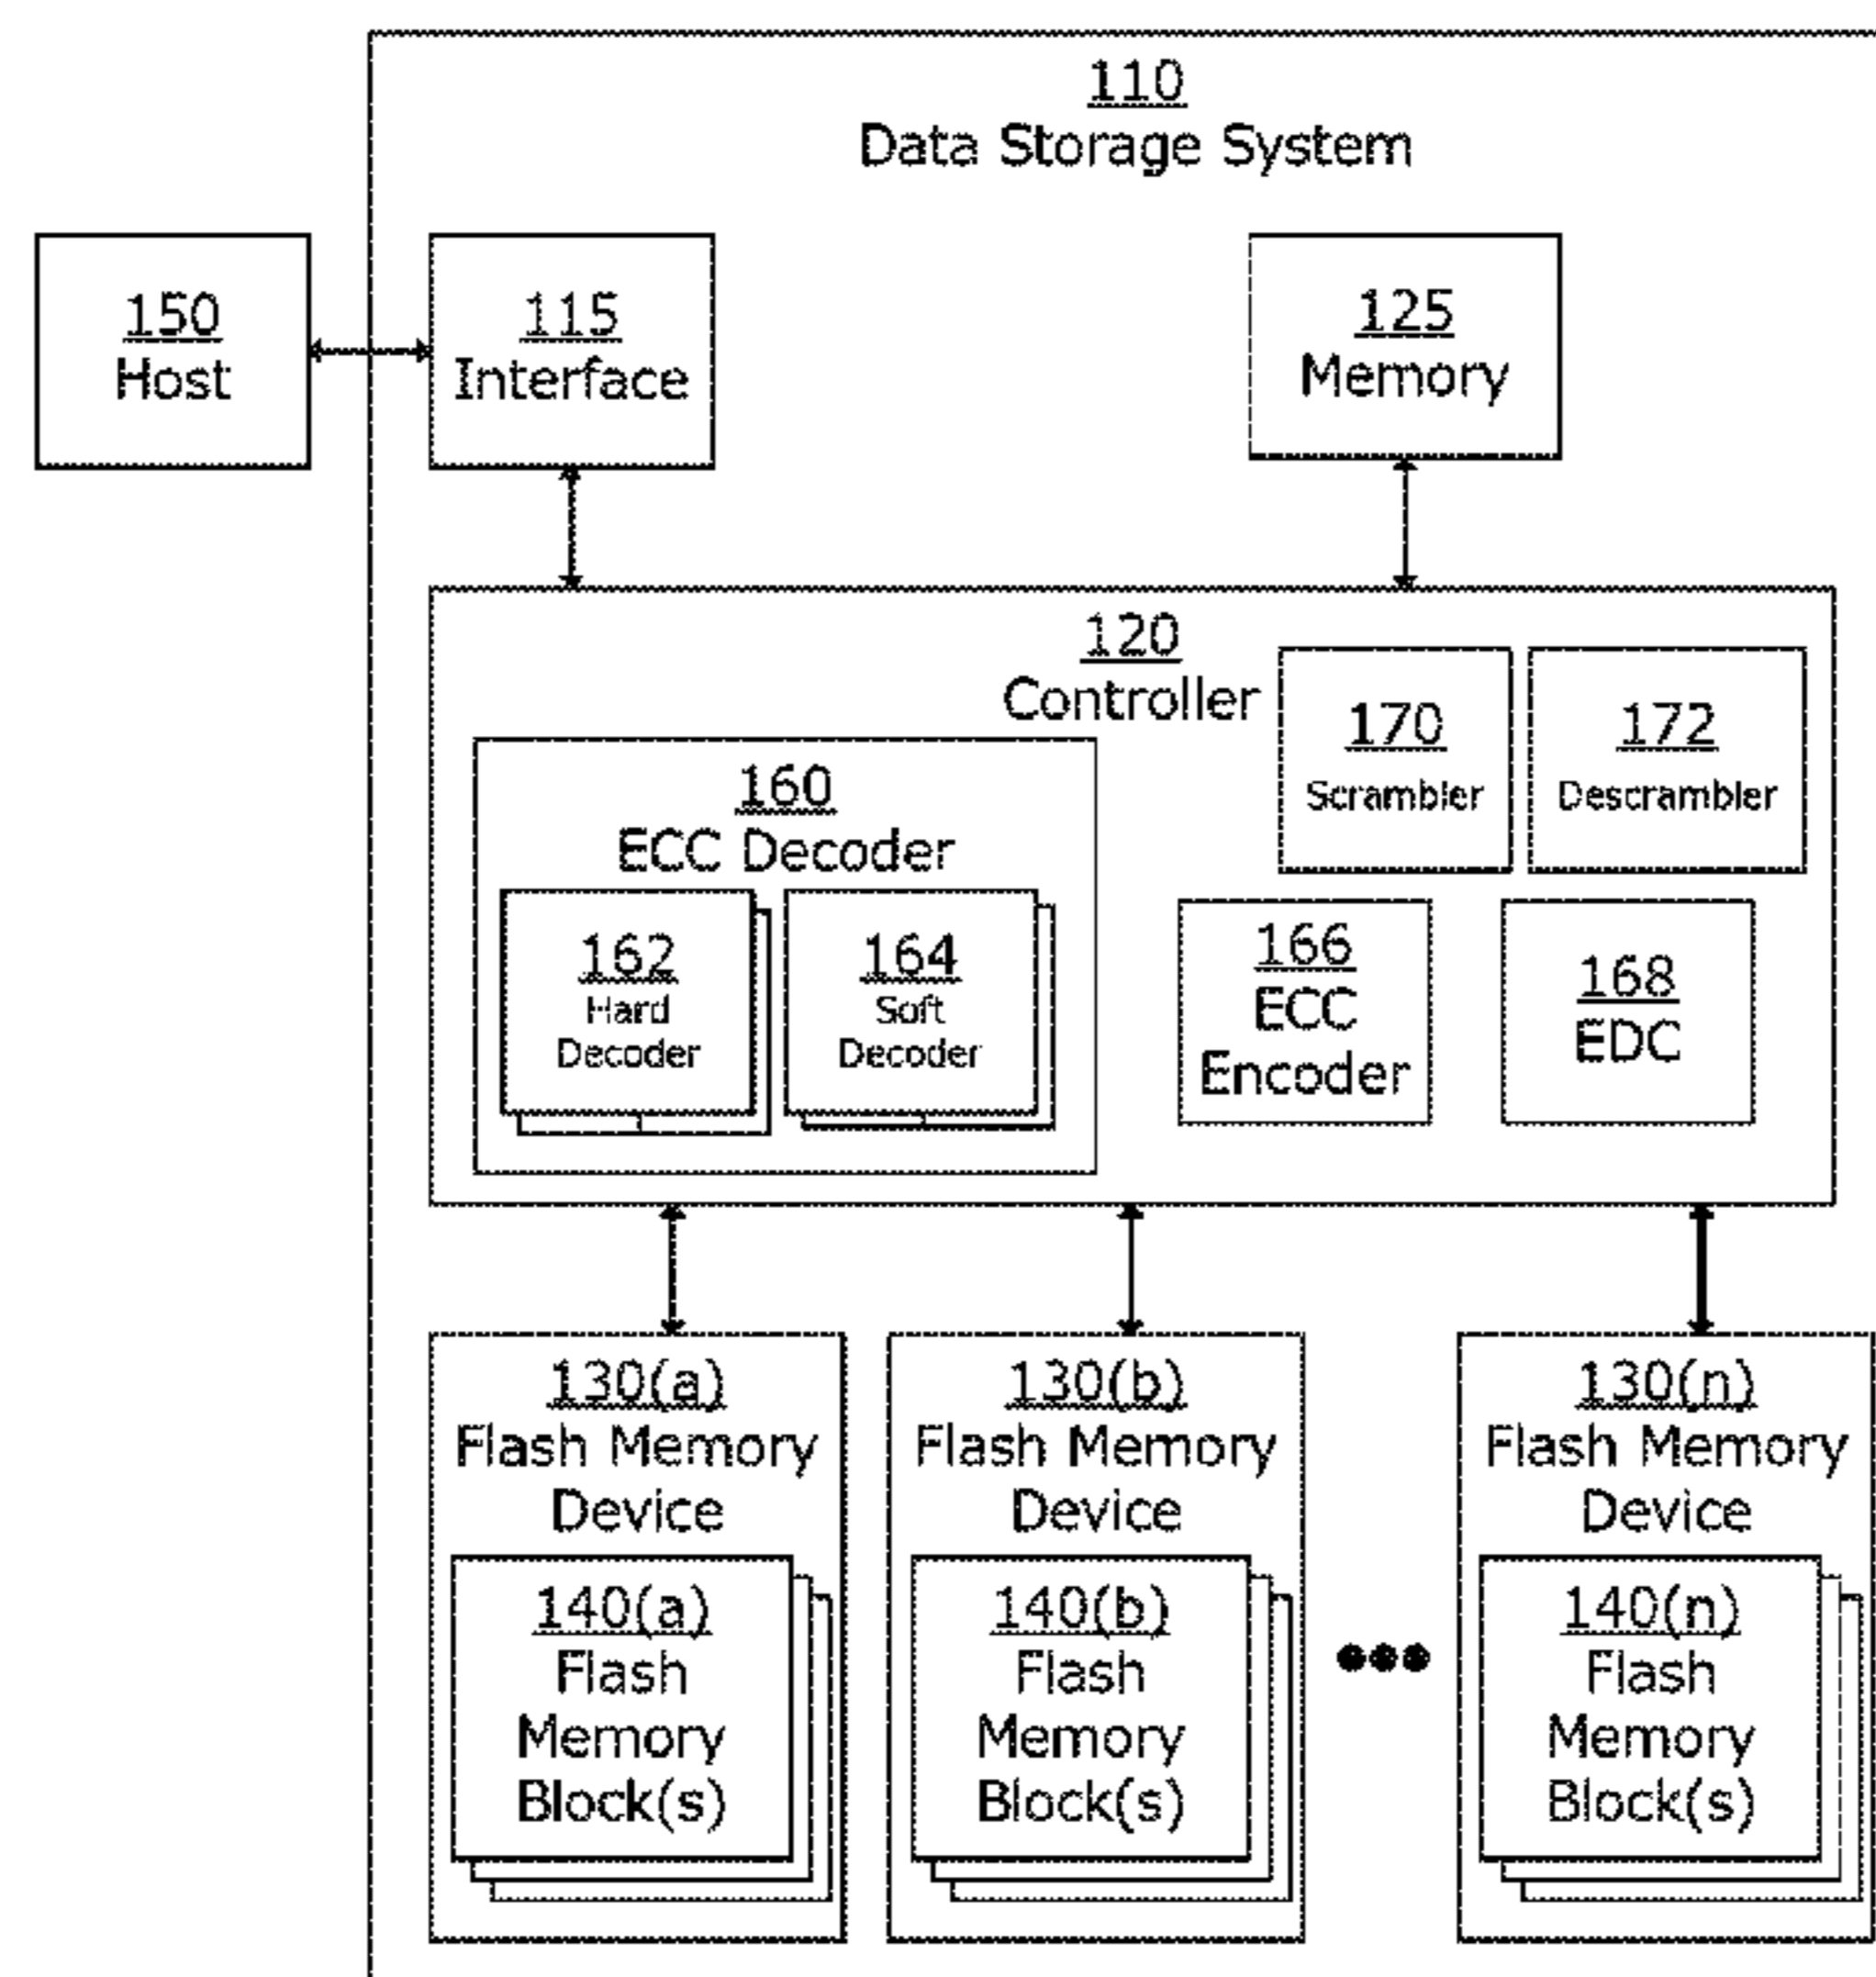 110
Data Storage System
150
Host
115
Interface
125
Memory
120
Controller
170
Scrambler
172
Descrambler
160
ECC Decoder
162
Hard
Decoder
164
Soft
Decoder
166
ECC
Encoder
168
EDC
130(a)
Flash Memory
Device
140(a)
Flash
Memory
Block(s)
130(b)
Flash Memory
Device
140(b)
Flash
Memory
Block(s)
130(n)
Flash Memory
Device
140(n)
Flash
Memory
Block(s)